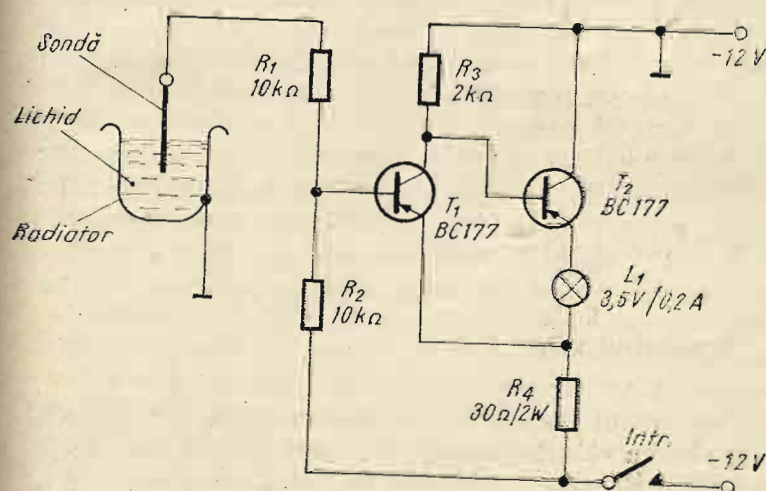 Sondă
Lichid
Radiator
R1
10kΩ
R2
10kΩ
R3
2kΩ
T1
BC177
T2
BC177
L1
3,5V/0,2A
R4
30Ω/2W
Intr.
-12V
-12V